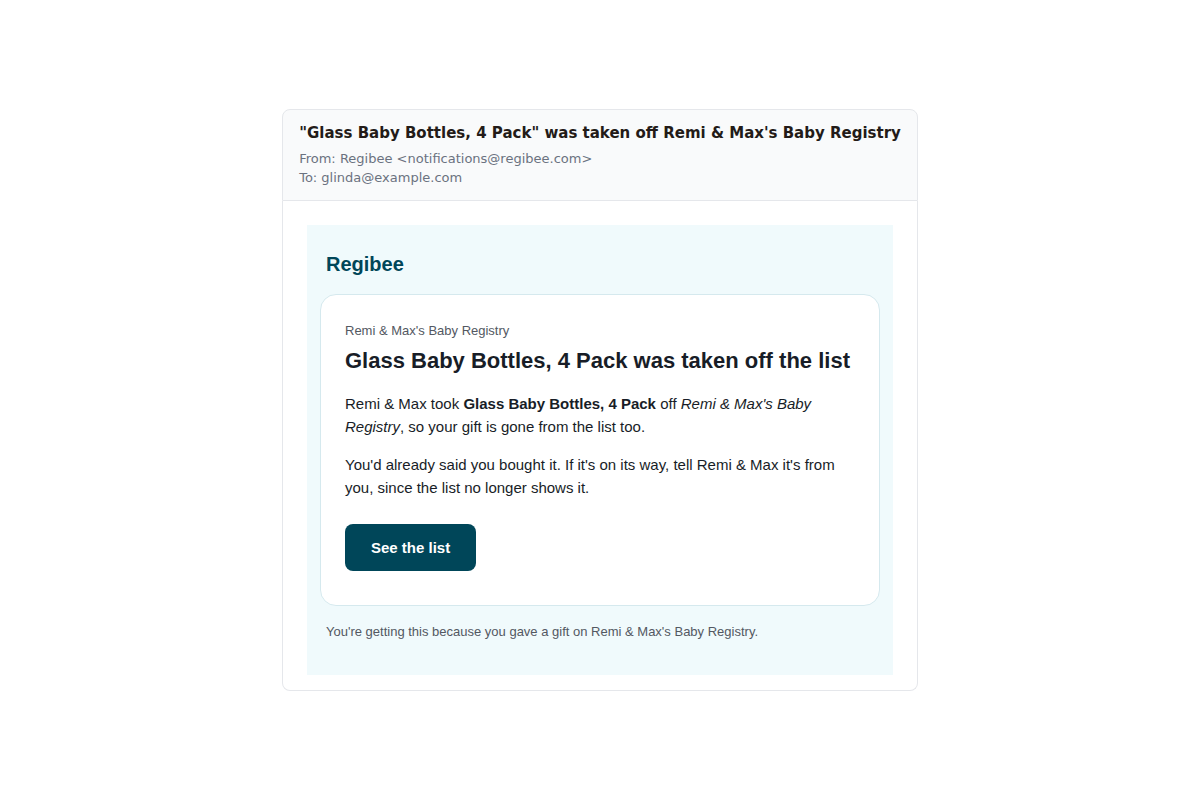 "Glass Baby Bottles, 4 Pack" was taken off Remi & Max's Baby Registry
From: Regibee <notifications@regibee.com>
To: glinda@example.com
Regibee
Remi & Max's Baby Registry
Glass Baby Bottles, 4 Pack was taken off the list
Remi & Max took Glass Baby Bottles, 4 Pack off Remi & Max's Baby
Registry, so your gift is gone from the list too.
You'd already said you bought it. If it's on its way, tell Remi & Max it's from
you, since the list no longer shows it.
See the list
You're getting this because you gave a gift on Remi & Max's Baby Registry.